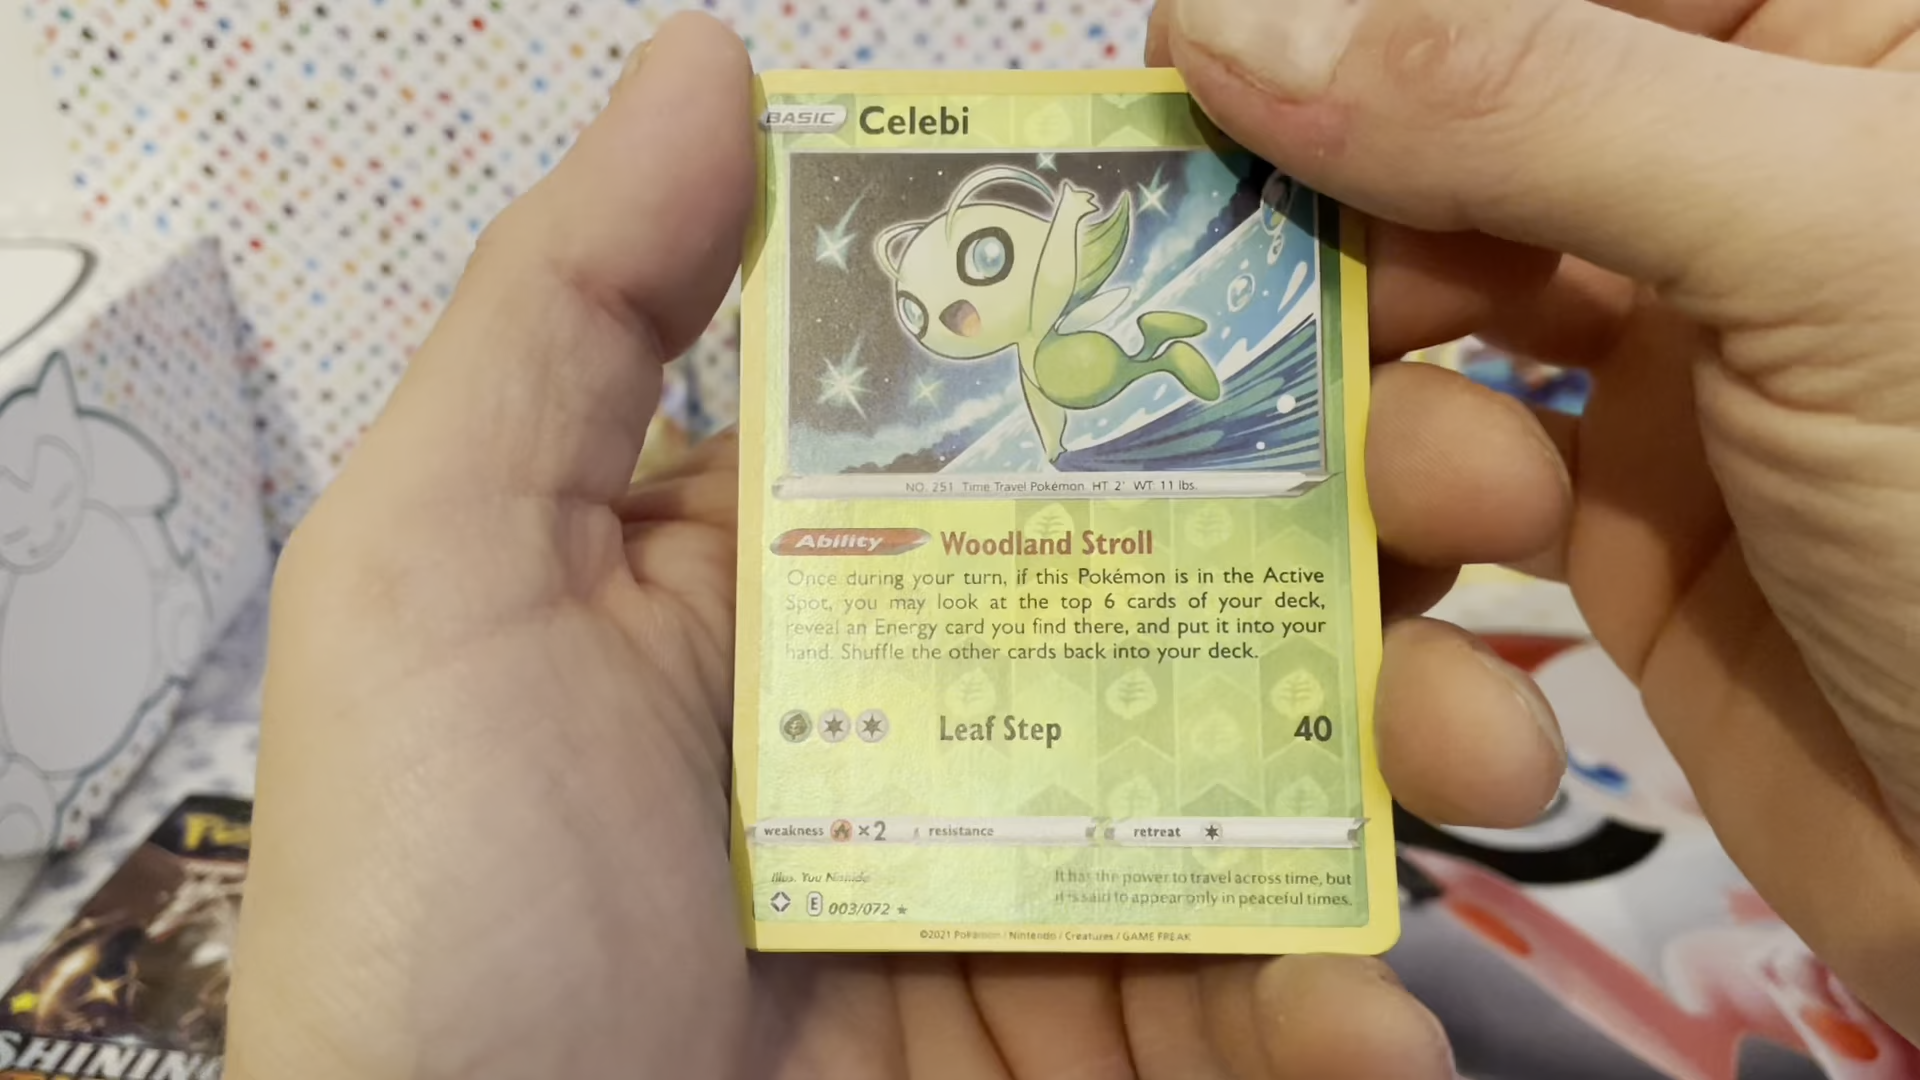 BASIC Celebi
NO. 251 Time Travel Pokémon HT 2' WT: 11 lbs.
Ability Woodland Stroll
Once during your turn, if this Pokémon is in the Active
Spot, you may look at the top 6 cards of your deck,
reveal an Energy card you find there, and put it into your
hand. Shuffle the other cards back into your deck.
Leaf Step 40
weakness ×2 resistance retreat
Illus. Yuu Nishida
It has the power to travel across time, but
it is said to appear only in peaceful times.
E 003/072 ★
©2021 Pokémon / Nintendo / Creatures / GAME FREAK
SHINING